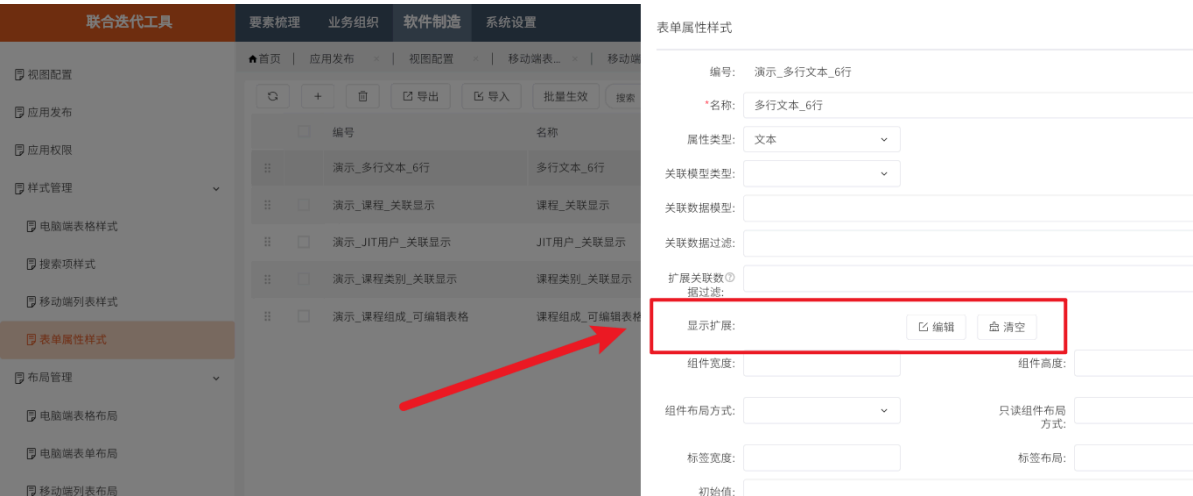 联合迭代工具
要素梳理 业务组织 软件制造 系统设置
首页 应用发布 × 视图配置 × 移动端表... × 移动端
视图配置
应用发布
应用权限
样式管理
电脑端表格样式
搜索项样式
移动端列表样式
表单属性样式
布局管理
电脑端表格布局
电脑端表单布局
移动端列表布局
导出 导入 批量生效 搜索
编号 名称
演示_多行文本_6行 多行文本_6行
演示_课程_关联显示 课程_关联显示
演示_JIT用户_关联显示 JIT用户_关联显示
演示_课程类别_关联显示 课程类别_关联显示
演示_课程组成_可编辑表格 课程组成_可编辑表格
表单属性样式
编号: 演示_多行文本_6行
*名称: 多行文本_6行
属性类型: 文本
关联模型类型:
关联数据模型:
关联数据过滤:
扩展关联数
据过滤:
显示扩展: 编辑 清空
组件宽度: 组件高度:
组件布局方式: 只读组件布局
方式:
标签宽度: 标签布局:
初始值: